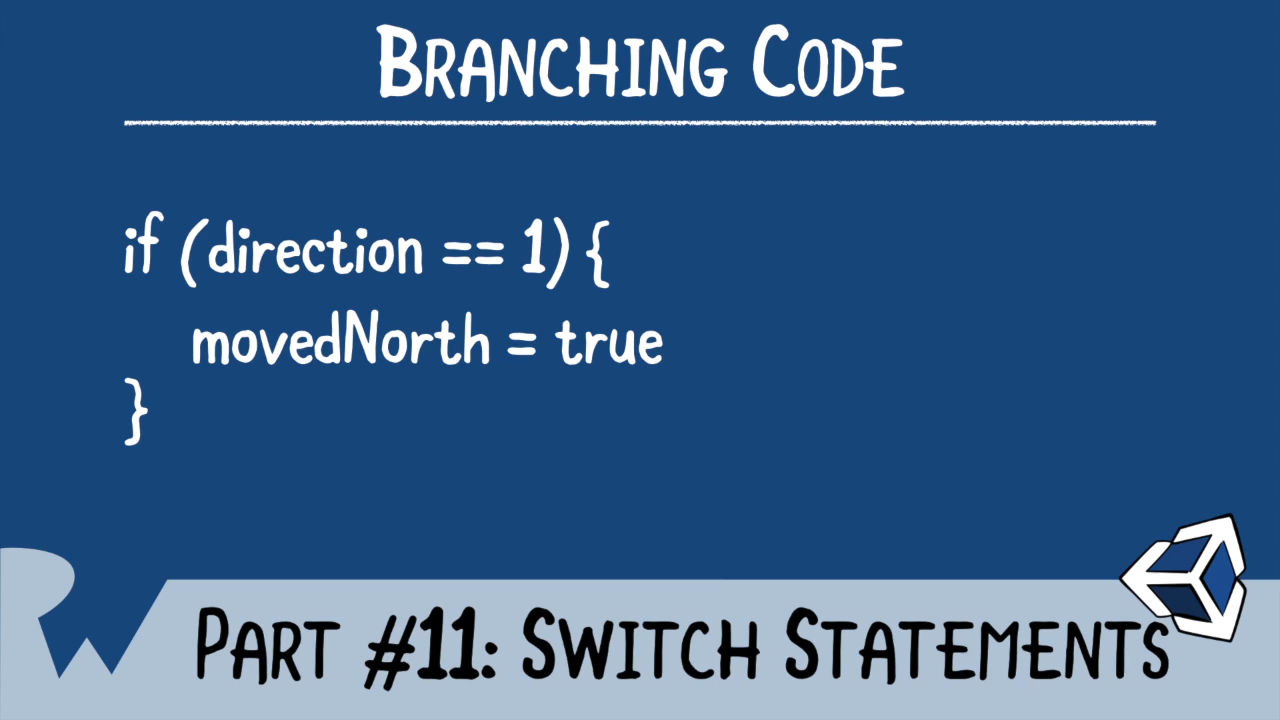 BRANCHING CODE
if (direction == 1) {
movedNorth = true
}
PART #11: SWITCH STATEMENTS